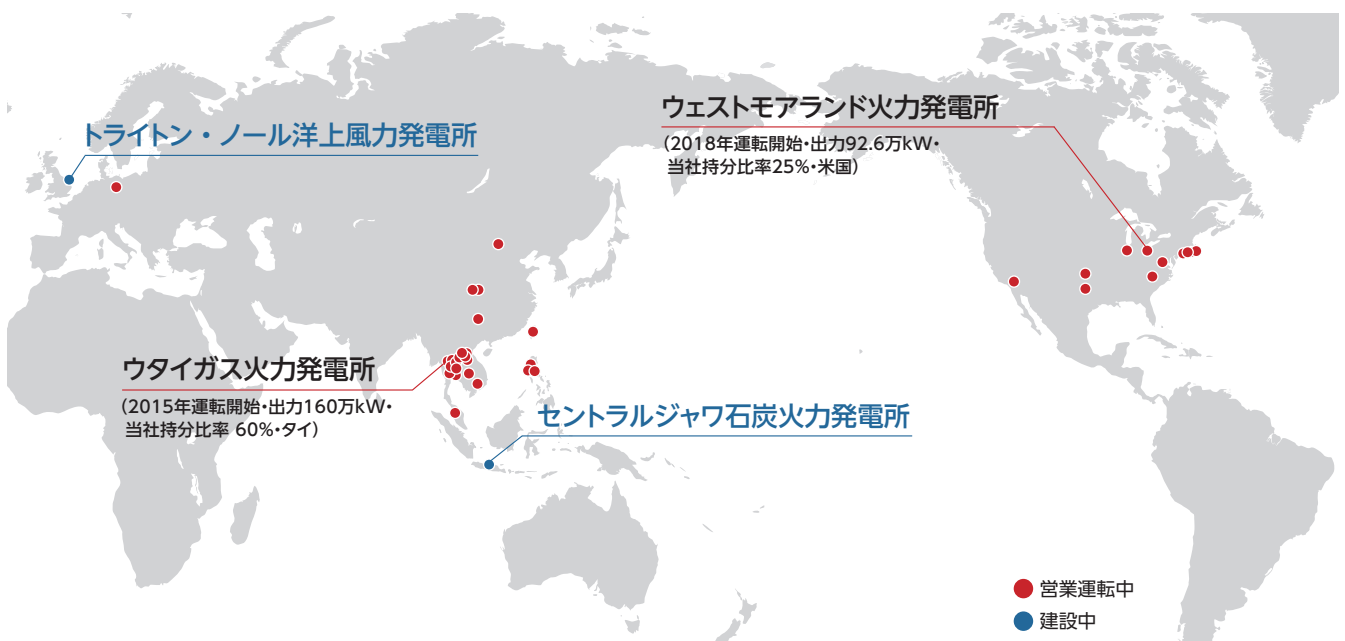 トライトン・ノール洋上風力発電所
ウェストモアランド火力発電所
(2018年運転開始・出力92.6万kW・
当社持分比率25%・米国)
ウタイガス火力発電所
(2015年運転開始・出力160万kW・
当社持分比率 60%・タイ)
セントラルジャワ石炭火力発電所
営業運転中
建設中